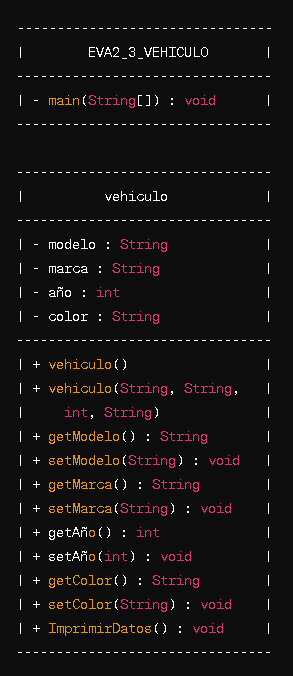 --------------------------------
|        EVA2_3_VEHICULO       |
--------------------------------
| - main(String[]) : void      |
--------------------------------
--------------------------------
|          vehiculo            |
--------------------------------
| - modelo : String            |
| - marca : String             |
| - año : int                  |
| - color : String             |
--------------------------------
| + vehiculo()                 |
| + vehiculo(String, String,   |
|     int, String)             |
| + getModelo() : String       |
| + setModelo(String) : void   |
| + getMarca() : String        |
| + setMarca(String) : void    |
| + getAño() : int             |
| + setAño(int) : void         |
| + getColor() : String        |
| + setColor(String) : void    |
| + ImprimirDatos() : void     |
--------------------------------